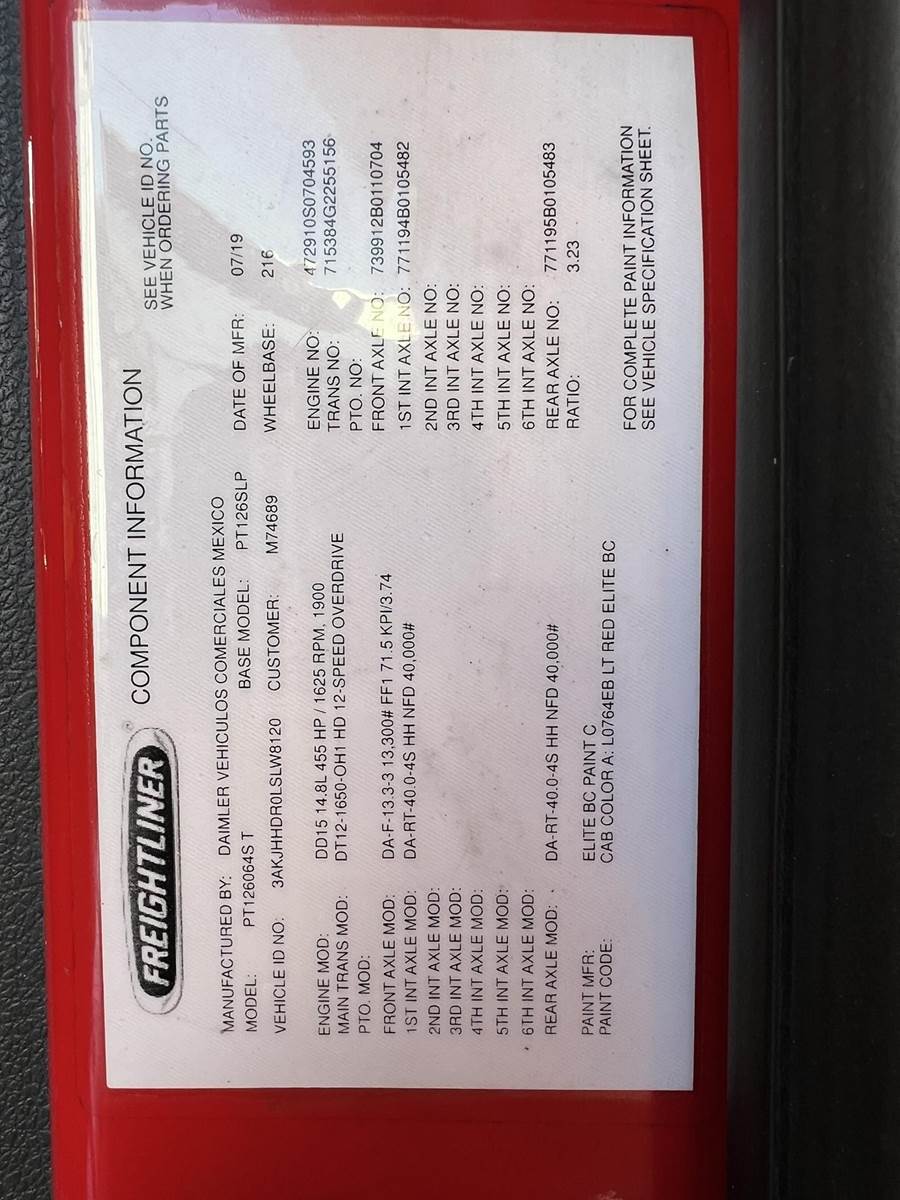 FREIGHTLINER ® COMPONENT INFORMATION
SEE VEHICLE ID NO.
WHEN ORDERING PARTS
MANUFACTURED BY: DAIMLER VEHICULOS COMERCIALES MEXICO
MODEL: PT126064S T BASE MODEL: PT126SLP DATE OF MFR: 07/19
VEHICLE ID NO: 3AKJHHDR0LSLW8120 CUSTOMER: M74689 WHEELBASE: 216
ENGINE MOD: DD15 14.8L 455 HP / 1625 RPM, 1900 ENGINE NO: 472910S0704593
MAIN TRANS MOD: DT12-1650-OH1 HD 12-SPEED OVERDRIVE TRANS NO: 715384G2255156
PTO. MOD: PTO. NO:
FRONT AXLE MOD: DA-F-13.3-3 13,300# FF1 71.5 KPI/3.74 FRONT AXLE NO: 739912B0110704
1ST INT AXLE MOD: DA-RT-40.0-4S HH NFD 40,000# 1ST INT AXLE NO: 771194B0105482
2ND INT AXLE MOD: 2ND INT AXLE NO:
3RD INT AXLE MOD: 3RD INT AXLE NO:
4TH INT AXLE MOD: 4TH INT AXLE NO:
5TH INT AXLE MOD: 5TH INT AXLE NO:
6TH INT AXLE MOD: 6TH INT AXLE NO:
REAR AXLE MOD: DA-RT-40.0-4S HH NFD 40,000# REAR AXLE NO: 771195B0105483
RATIO: 3.23
PAINT MFR: ELITE BC PAINT C
PAINT CODE: CAB COLOR A: L0764EB LT RED ELITE BC
FOR COMPLETE PAINT INFORMATION
SEE VEHICLE SPECIFICATION SHEET.